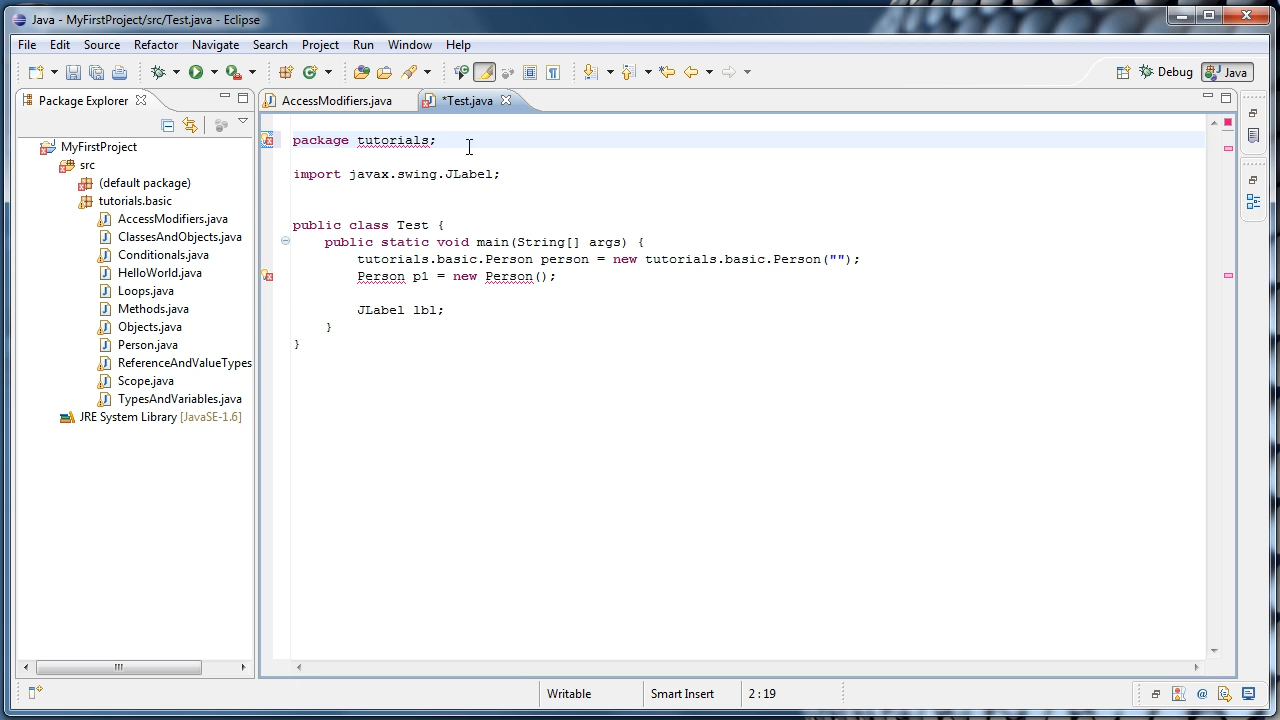 Java - MyFirstProject/src/Test.java - Eclipse
File Edit Source Refactor Navigate Search Project Run Window Help
Debug Java
Package Explorer
AccessModifiers.java *Test.java
MyFirstProject
src
(default package)
tutorials.basic
AccessModifiers.java
ClassesAndObjects.java
Conditionals.java
HelloWorld.java
Loops.java
Methods.java
Objects.java
Person.java
ReferenceAndValueTypes
Scope.java
TypesAndVariables.java
JRE System Library [JavaSE-1.6]
package tutorials;
import javax.swing.JLabel;
public class Test {
public static void main(String[] args) {
tutorials.basic.Person person = new tutorials.basic.Person("");
Person p1 = new Person();
JLabel lbl;
}
}
Writable Smart Insert 2:19